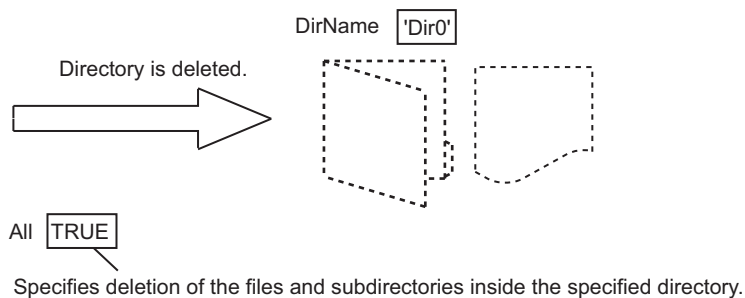 DirName 'Dir0'
Directory is deleted.
All TRUE
Specifies deletion of the files and subdirectories inside the specified directory.